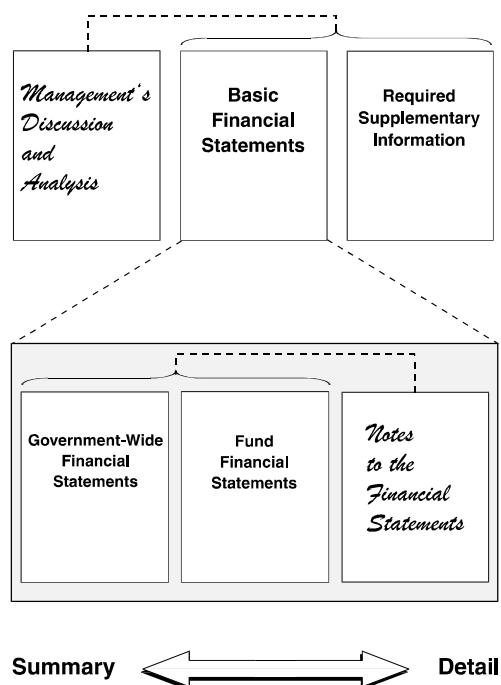 Management's
Discussion
and
Analysis
Basic
Financial
Statements
Required
Supplementary
Information
Government-Wide
Financial
Statements
Fund
Financial
Statements
Notes
to the
Financial
Statements
Summary
Detail